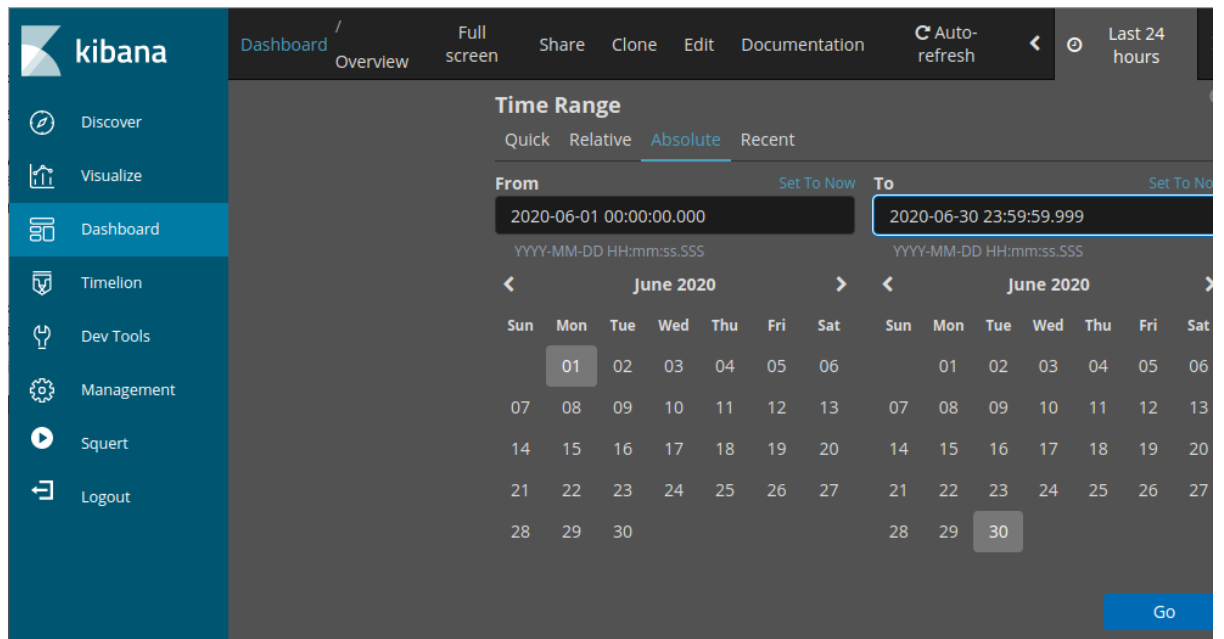 kibana
Discover
Visualize
Dashboard
Timelion
Dev Tools
Management
Squert
Logout
Dashboard / Overview
Full screen
Share
Clone
Edit
Documentation
Auto-refresh
Last 24 hours
Time Range
Quick Relative Absolute Recent
From Set To Now
2020-06-01 00:00:00.000
YYYY-MM-DD HH:mm:ss.SSS
June 2020
Sun Mon Tue Wed Thu Fri Sat
01 02 03 04 05 06
07 08 09 10 11 12 13
14 15 16 17 18 19 20
21 22 23 24 25 26 27
28 29 30
To Set To No
2020-06-30 23:59:59.999
YYYY-MM-DD HH:mm:ss.SSS
June 2020
Sun Mon Tue Wed Thu Fri Sat
01 02 03 04 05 06
07 08 09 10 11 12 13
14 15 16 17 18 19 20
21 22 23 24 25 26 27
28 29 30
Go